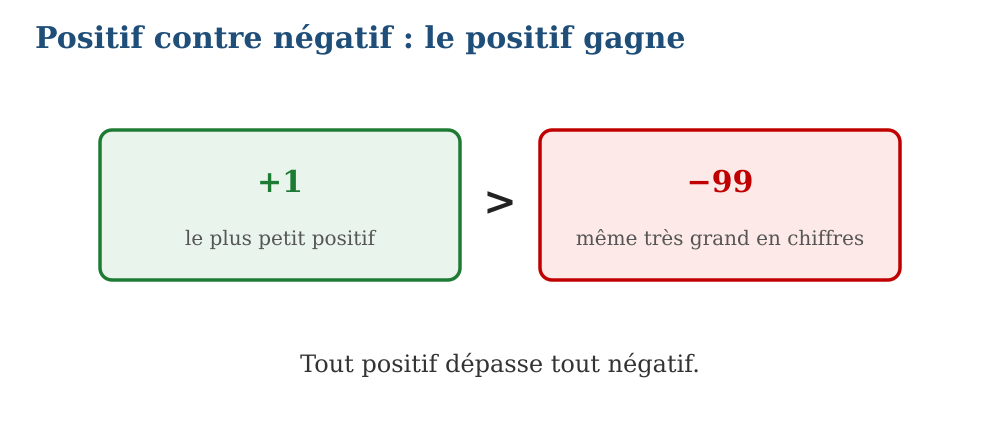 Positif contre négatif : le positif gagne
+1
le plus petit positif
>
−99
même très grand en chiffres
Tout positif dépasse tout négatif.